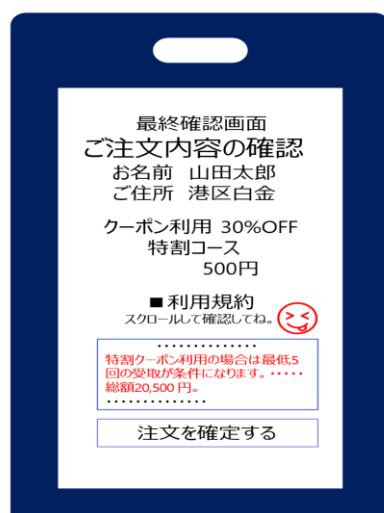 最終確認画面
ご注文内容の確認
お名前 山田太郎
ご住所 港区白金
クーポン利用 30%OFF
特割コース
500円
■利用規約
スクロールして確認してね。
・・・・・・・・・・・・・・
特割クーポン利用の場合は最低5
回の受取が条件になります。・・・・・
総額20,500 円。
・・・・・・・・・・・・・・
注文を確定する